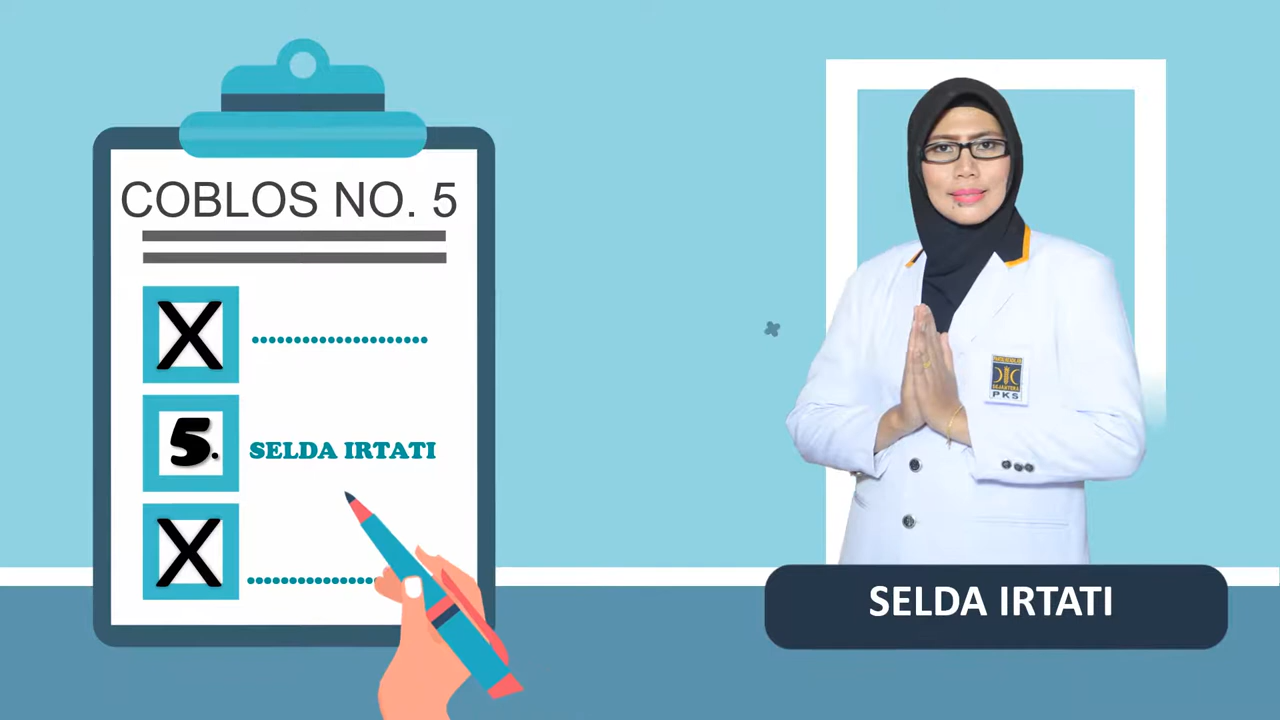 COBLOS NO. 5
X
5.
SELDA IRTATI
X
PKS
SELDA IRTATI